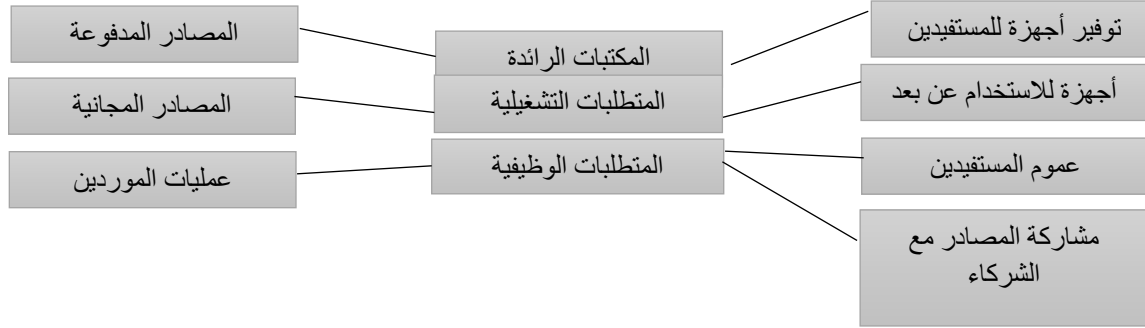 توفير أجهزة للمستفيدين
أجهزة للاستخدام عن بعد
عموم المستفيدين
مشاركة المصادر مع
الشركاء
المكتبات الرائدة
المتطلبات التشغيلية
المتطلبات الوظيفية
المصادر المدفوعة
المصادر المجانية
عمليات الموردين